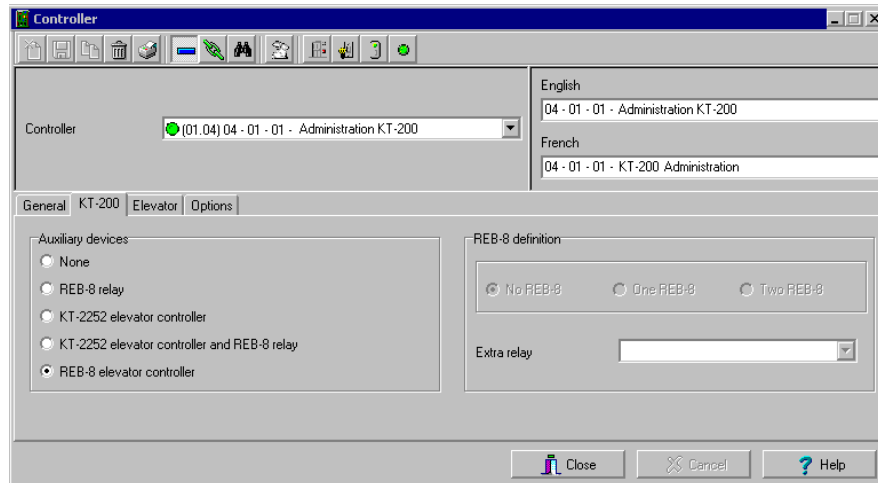 Controller
Controller
(01.04) 04 - 01 - 01 - Administration KT-200
English
04 - 01 - 01 - Administration KT-200
French
04 - 01 - 01 - KT-200 Administration
General KT-200 Elevator Options
Auxiliary devices
None
REB-8 relay
KT-2252 elevator controller
KT-2252 elevator controller and REB-8 relay
REB-8 elevator controller
REB-8 definition
No REB-8 One REB-8 Two REB-8
Extra relay
Close Cancel Help